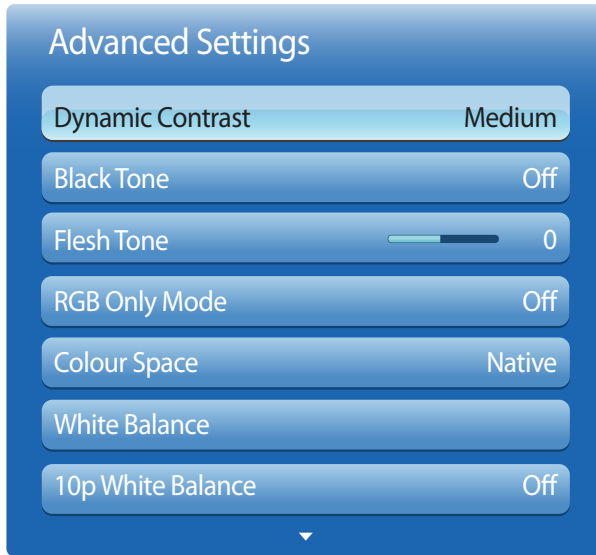 Advanced Settings
Dynamic Contrast Medium
Black Tone Off
Flesh Tone 0
RGB Only Mode Off
Colour Space Native
White Balance
10p White Balance Off